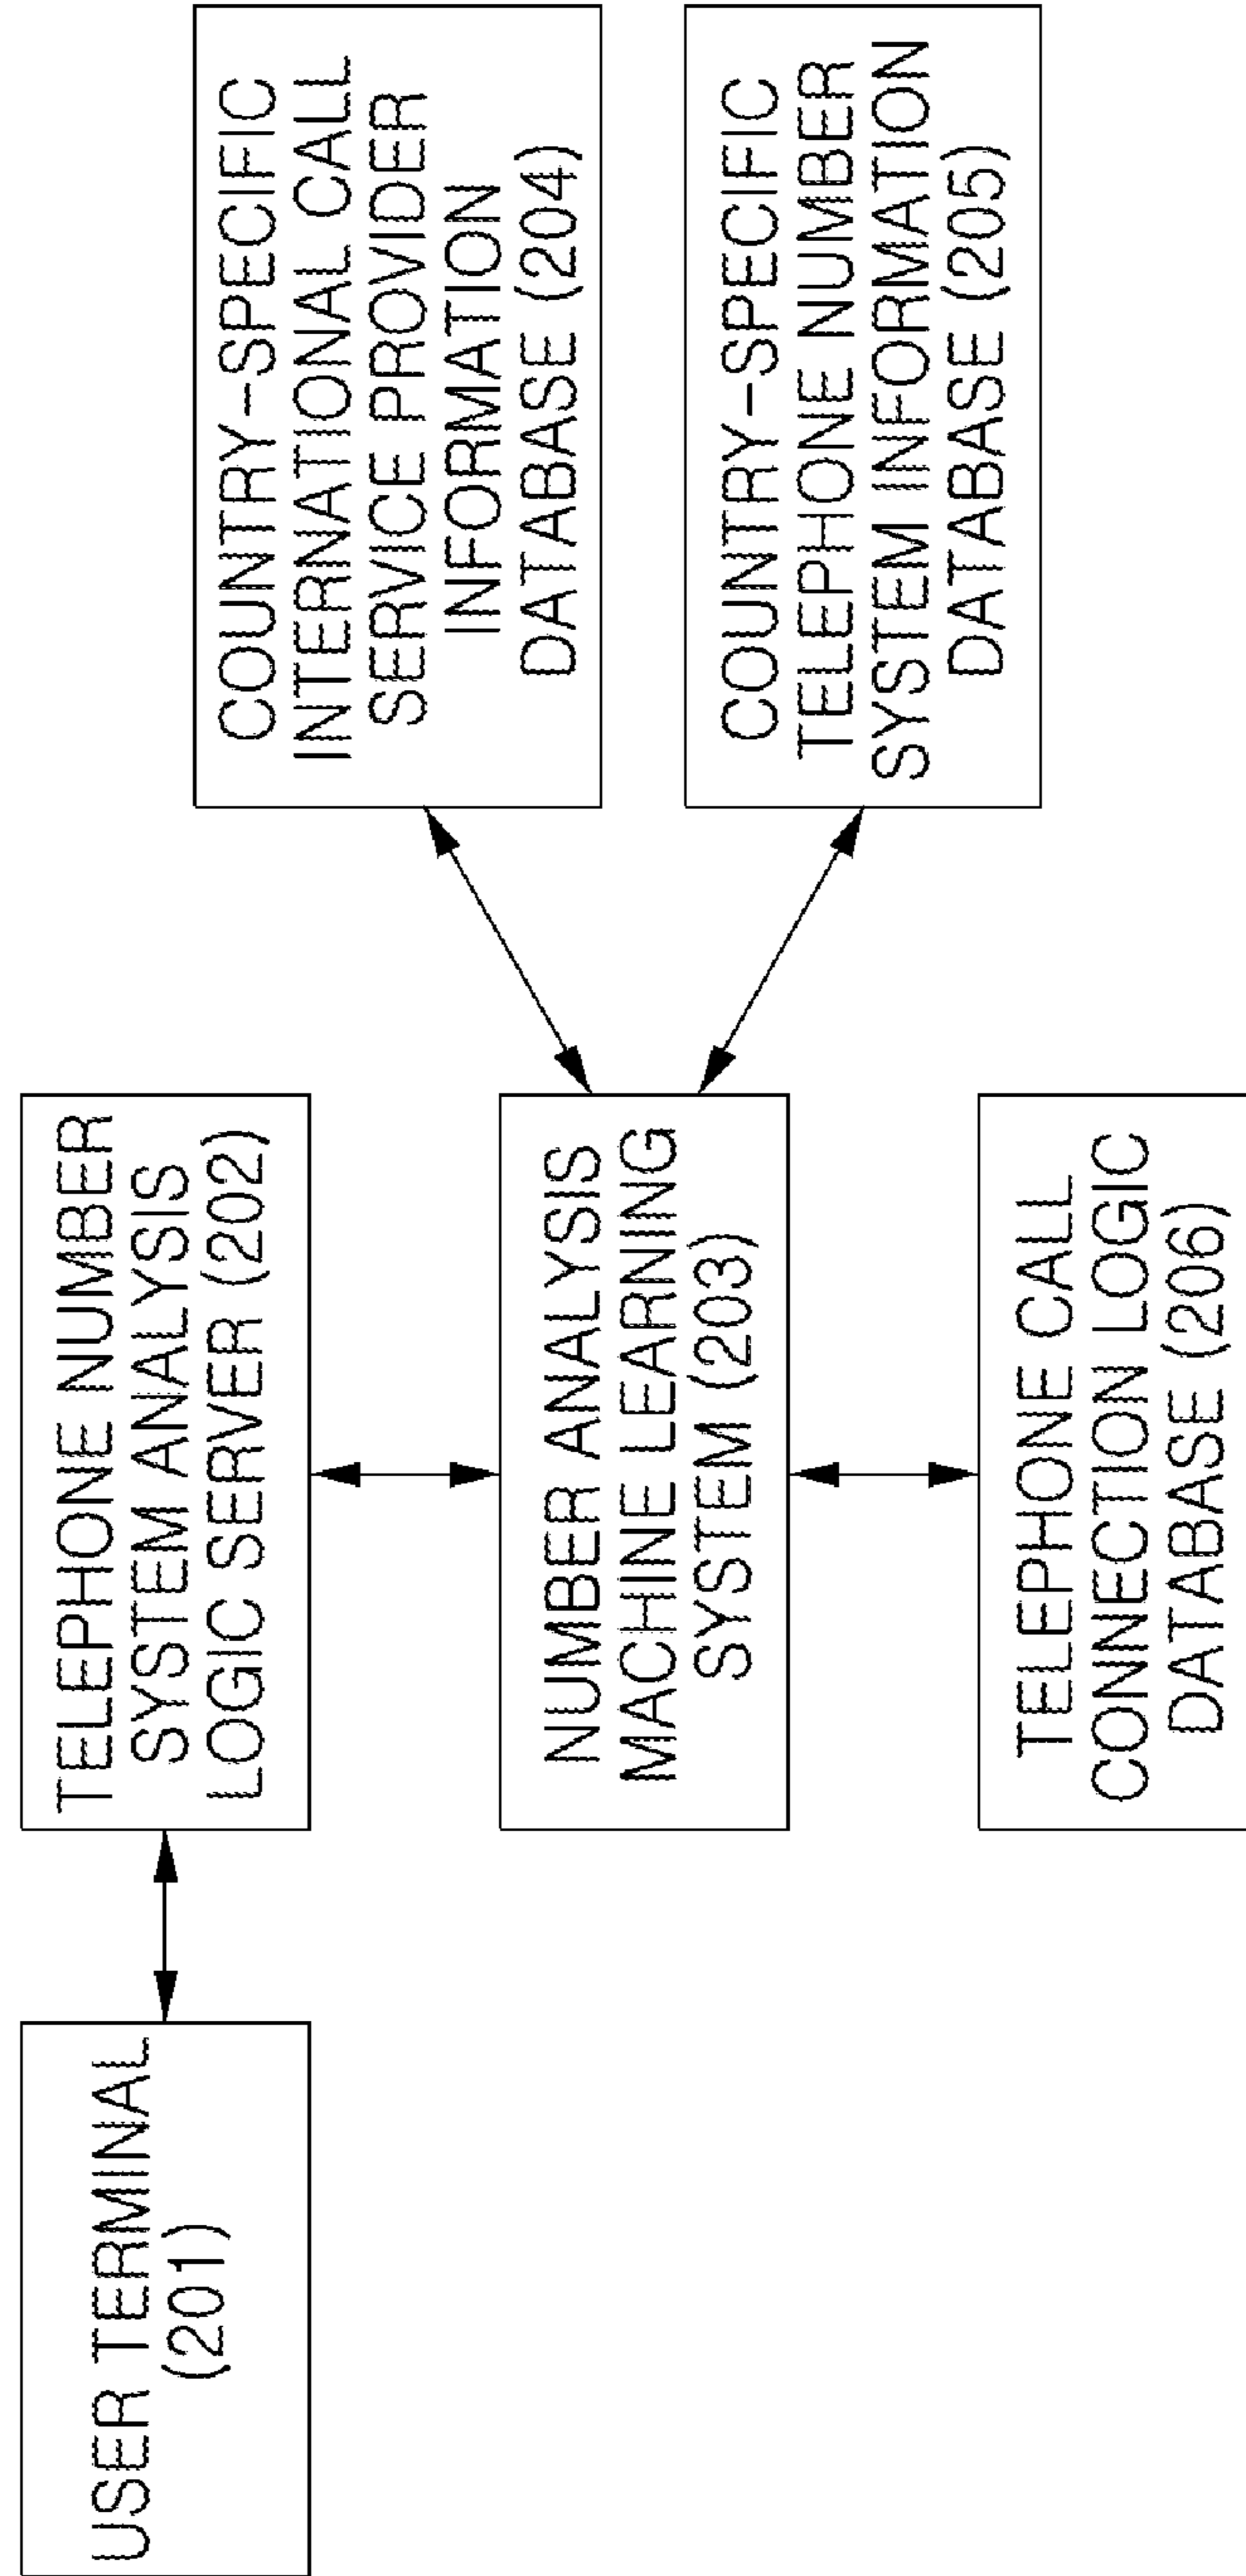 USER TERMINAL
(201)
TELEPHONE NUMBER
SYSTEM ANALYSIS
LOGIC SERVER (202)
NUMBER ANALYSIS
MACHINE LEARNING
SYSTEM (203)
TELEPHONE CALL
CONNECTION LOGIC
DATABASE (206)
COUNTRY-SPECIFIC
INTERNATIONAL CALL
SERVICE PROVIDER
INFORMATION
DATABASE (204)
COUNTRY-SPECIFIC
TELEPHONE NUMBER
SYSTEM INFORMATION
DATABASE (205)